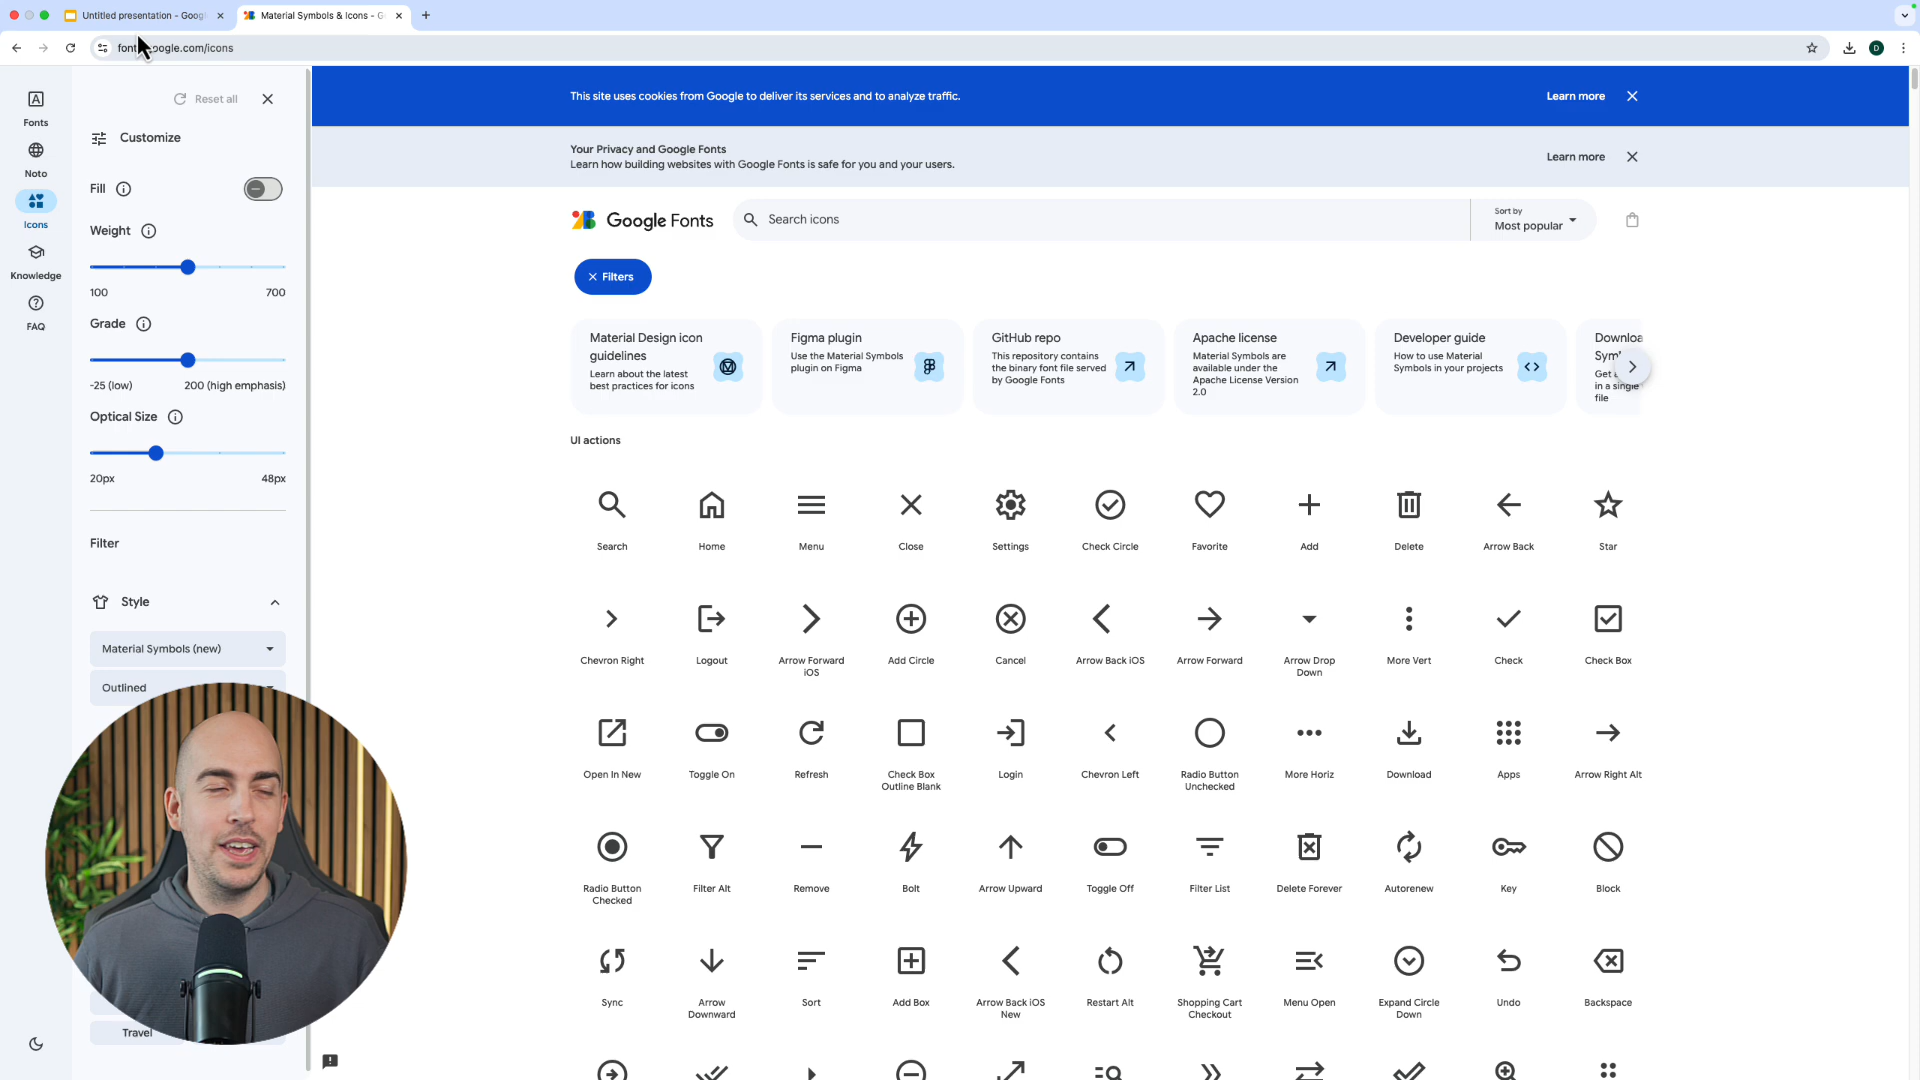 Untitled presentation - Googl
Material Symbols & Icons - G
oogle.com/icons
D
Reset all
Customize
Fill
Weight
100 700
Grade
-25 (low) 200 (high emphasis)
Optical Size
20px 48px
Filter
Style
Material Symbols (new)
Outlined
Travel
Fonts
Noto
Icons
Knowledge
FAQ
This site uses cookies from Google to deliver its services and to analyze traffic.
Learn more
Your Privacy and Google Fonts
Learn how building websites with Google Fonts is safe for you and your users.
Learn more
Google Fonts
Search icons
Sort by
Most popular
Filters
Material Design icon
guidelines
Learn about the latest
best practices for icons
Figma plugin
Use the Material Symbols
plugin on Figma
GitHub repo
This repository contains
the binary font file served
by Google Fonts
Apache license
Material Symbols are
available under the
Apache License Version
2.0
Developer guide
How to use Material
Symbols in your projects
Downloa
Sym
Get
in a single
file
UI actions
Search Home Menu Close Settings Check Circle Favorite Add Delete Arrow Back Star
Chevron Right Logout Arrow Forward iOS Add Circle Cancel Arrow Back iOS Arrow Forward Arrow Drop Down More Vert Check Check Box
Open In New Toggle On Refresh Check Box Outline Blank Login Chevron Left Radio Button Unchecked More Horiz Download Apps Arrow Right Alt
Radio Button Checked Filter Alt Remove Bolt Arrow Upward Toggle Off Filter List Delete Forever Autorenew Key Block
Sync Arrow Downward Sort Add Box Arrow Back iOS New Restart Alt Shopping Cart Checkout Menu Open Expand Circle Down Undo Backspace